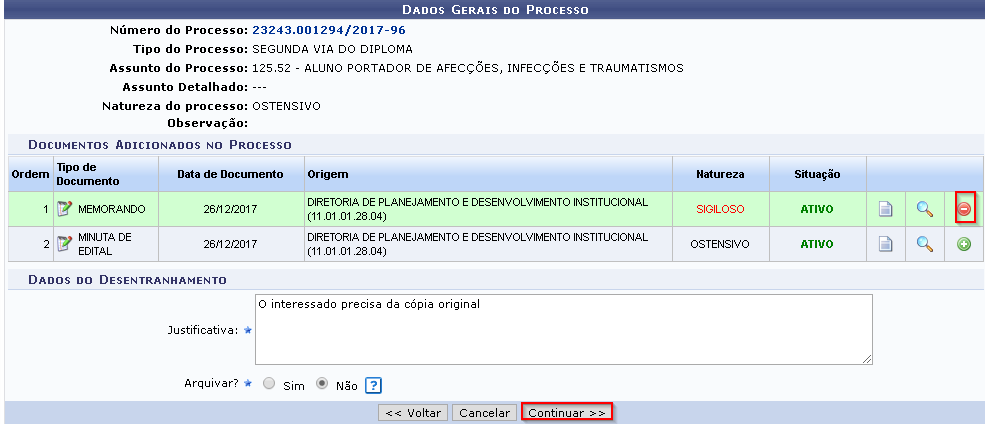 Dados Gerais do Processo
Número do Processo: 23243.001294/2017-96
Tipo do Processo: SEGUNDA VIA DO DIPLOMA
Assunto do Processo: 125.52 - ALUNO PORTADOR DE AFECÇÕES, INFECÇÕES E TRAUMATISMOS
Assunto Detalhado: ---
Natureza do processo: OSTENSIVO
Observação:
Documentos Adicionados no Processo
Ordem Tipo de Documento Data de Documento Origem Natureza Situação
1 MEMORANDO 26/12/2017 DIRETORIA DE PLANEJAMENTO E DESENVOLVIMENTO INSTITUCIONAL (11.01.01.28.04) SIGILOSO ATIVO
2 MINUTA DE EDITAL 26/12/2017 DIRETORIA DE PLANEJAMENTO E DESENVOLVIMENTO INSTITUCIONAL (11.01.01.28.04) OSTENSIVO ATIVO
Dados do Desentranhamento
Justificativa: O interessado precisa da cópia original
Arquivar? Sim Não ?
<< Voltar Cancelar Continuar >>